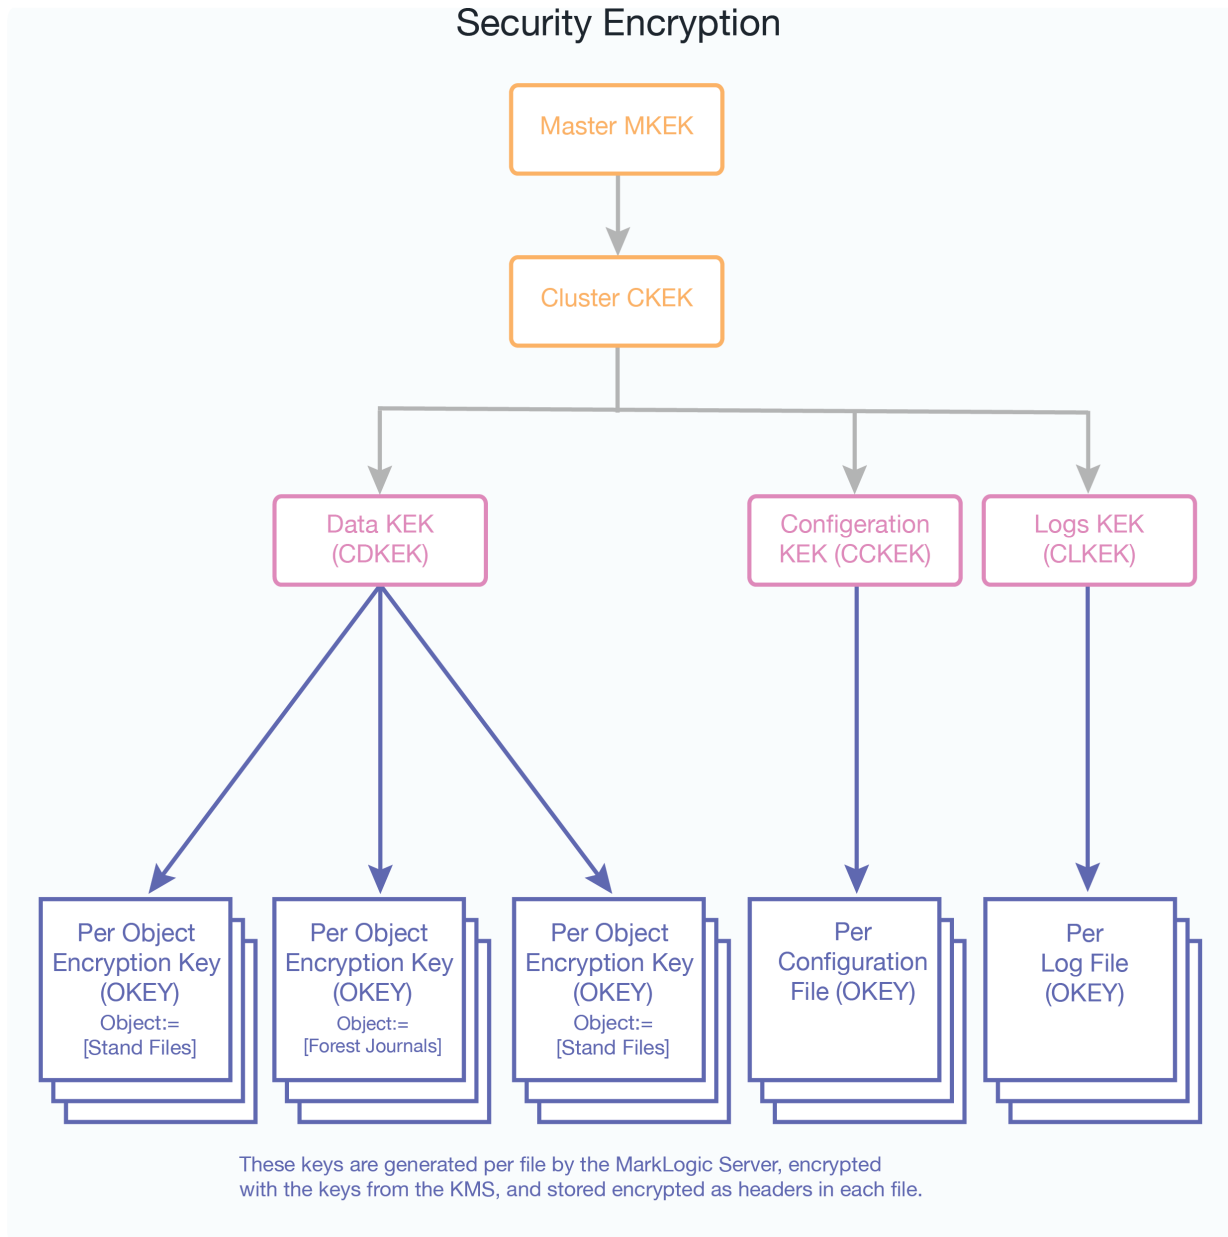 Security Encryption
Master MKEK
Cluster CKEK
Data KEK
(CDKEK)
Configeration
KEK (CCKEK)
Logs KEK
(CLKEK)
Per Object
Encryption Key
(OKEY)
Object:=
[Stand Files]
Per Object
Encryption Key
(OKEY)
Object:=
[Forest Journals]
Per Object
Encryption Key
(OKEY)
Object:=
[Stand Files]
Per
Configuration
File (OKEY)
Per
Log File
(OKEY)
These keys are generated per file by the MarkLogic Server, encrypted
with the keys from the KMS, and stored encrypted as headers in each file.